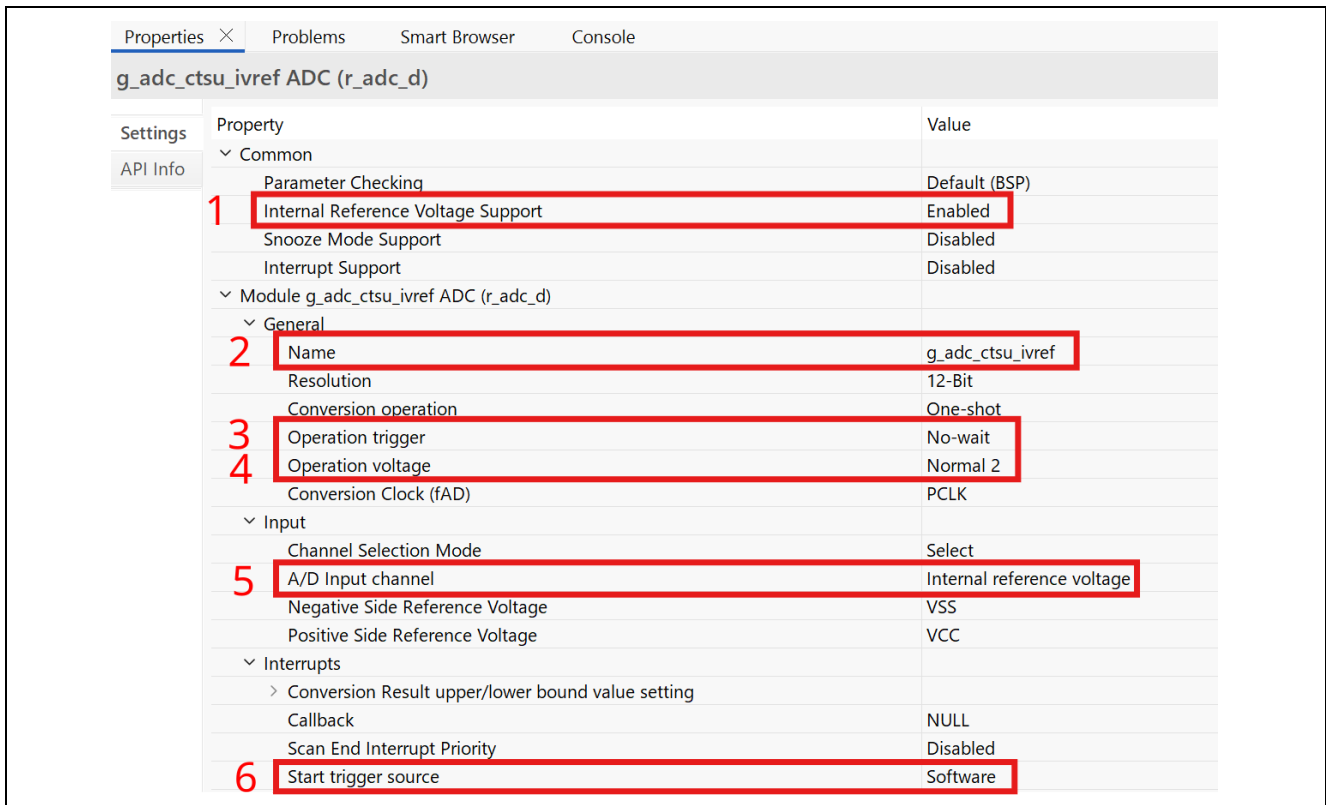 Properties Problems Smart Browser Console
g_adc_ctsu_ivref ADC (r_adc_d)
Settings
API Info
Property Value
Common
Parameter Checking Default (BSP)
1 Internal Reference Voltage Support Enabled
Snooze Mode Support Disabled
Interrupt Support Disabled
Module g_adc_ctsu_ivref ADC (r_adc_d)
General
2 Name g_adc_ctsu_ivref
Resolution 12-Bit
Conversion operation One-shot
3 Operation trigger No-wait
4 Operation voltage Normal 2
Conversion Clock (fAD) PCLK
Input
Channel Selection Mode Select
5 A/D Input channel Internal reference voltage
Negative Side Reference Voltage VSS
Positive Side Reference Voltage VCC
Interrupts
Conversion Result upper/lower bound value setting
Callback NULL
Scan End Interrupt Priority Disabled
6 Start trigger source Software